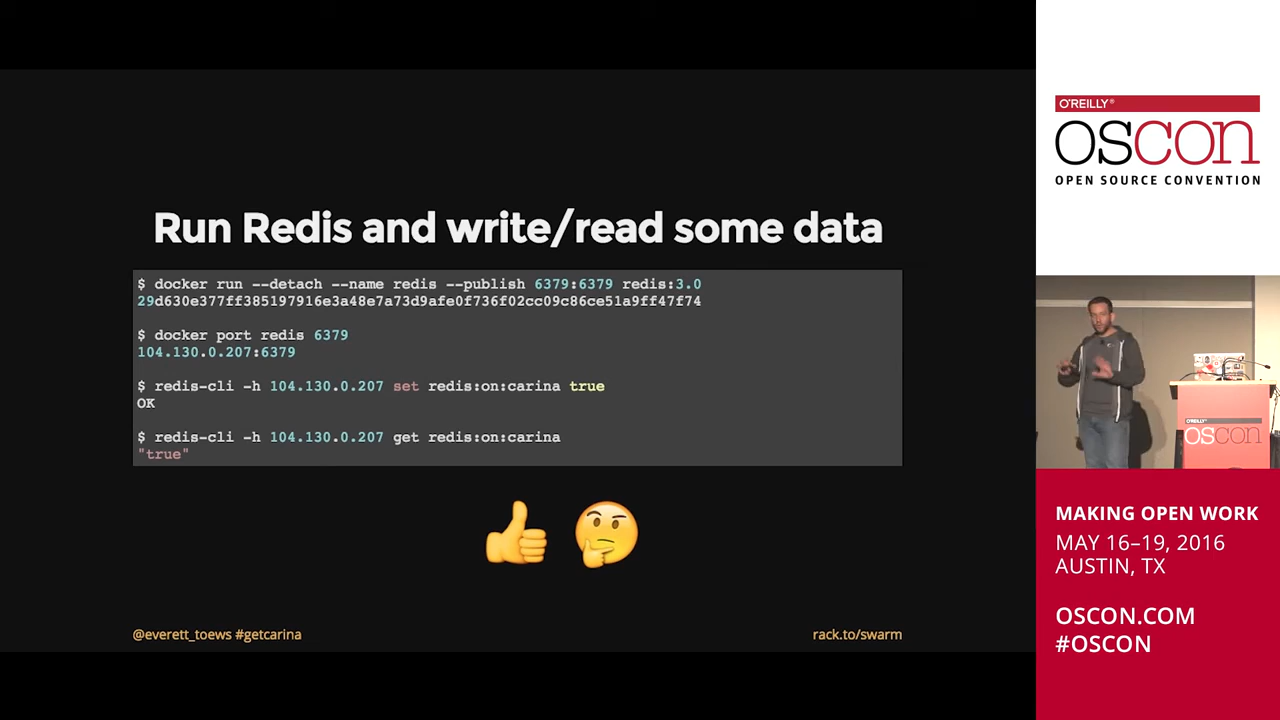 Run Redis and write/read some data
$ docker run --detach --name redis --publish 6379:6379 redis:3.0
29d630e377ff385197916e3a48e7a73d9afe0f736f02cc09c86ce51a9ff47f74
$ docker port redis 6379
104.130.0.207:6379
$ redis-cli -h 104.130.0.207 set redis:on:carina true
OK
$ redis-cli -h 104.130.0.207 get redis:on:carina
"true"
@everett_toews #getcarina
rack.to/swarm
O'REILLY®
OSCON
OPEN SOURCE CONVENTION
O'REILLY®
OSCON
MAKING OPEN WORK
MAY 16–19, 2016
AUSTIN, TX
OSCON.COM
#OSCON